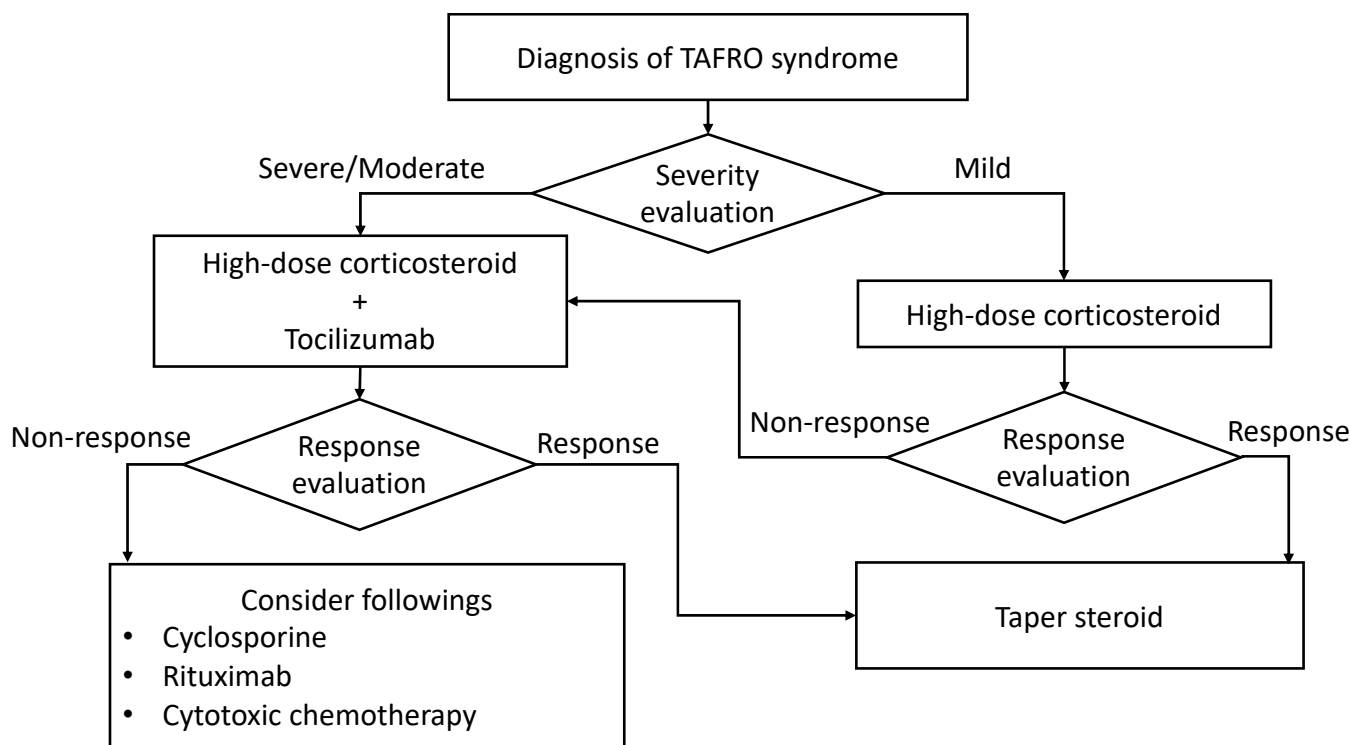 Diagnosis of TAFRO syndrome
Severe/Moderate
Severity
evaluation
Mild
High-dose corticosteroid
+
Tocilizumab
High-dose corticosteroid
Non-response
Response
evaluation
Response
Non-response
Response
evaluation
Response
Consider followings
• Cyclosporine
• Rituximab
• Cytotoxic chemotherapy
Taper steroid